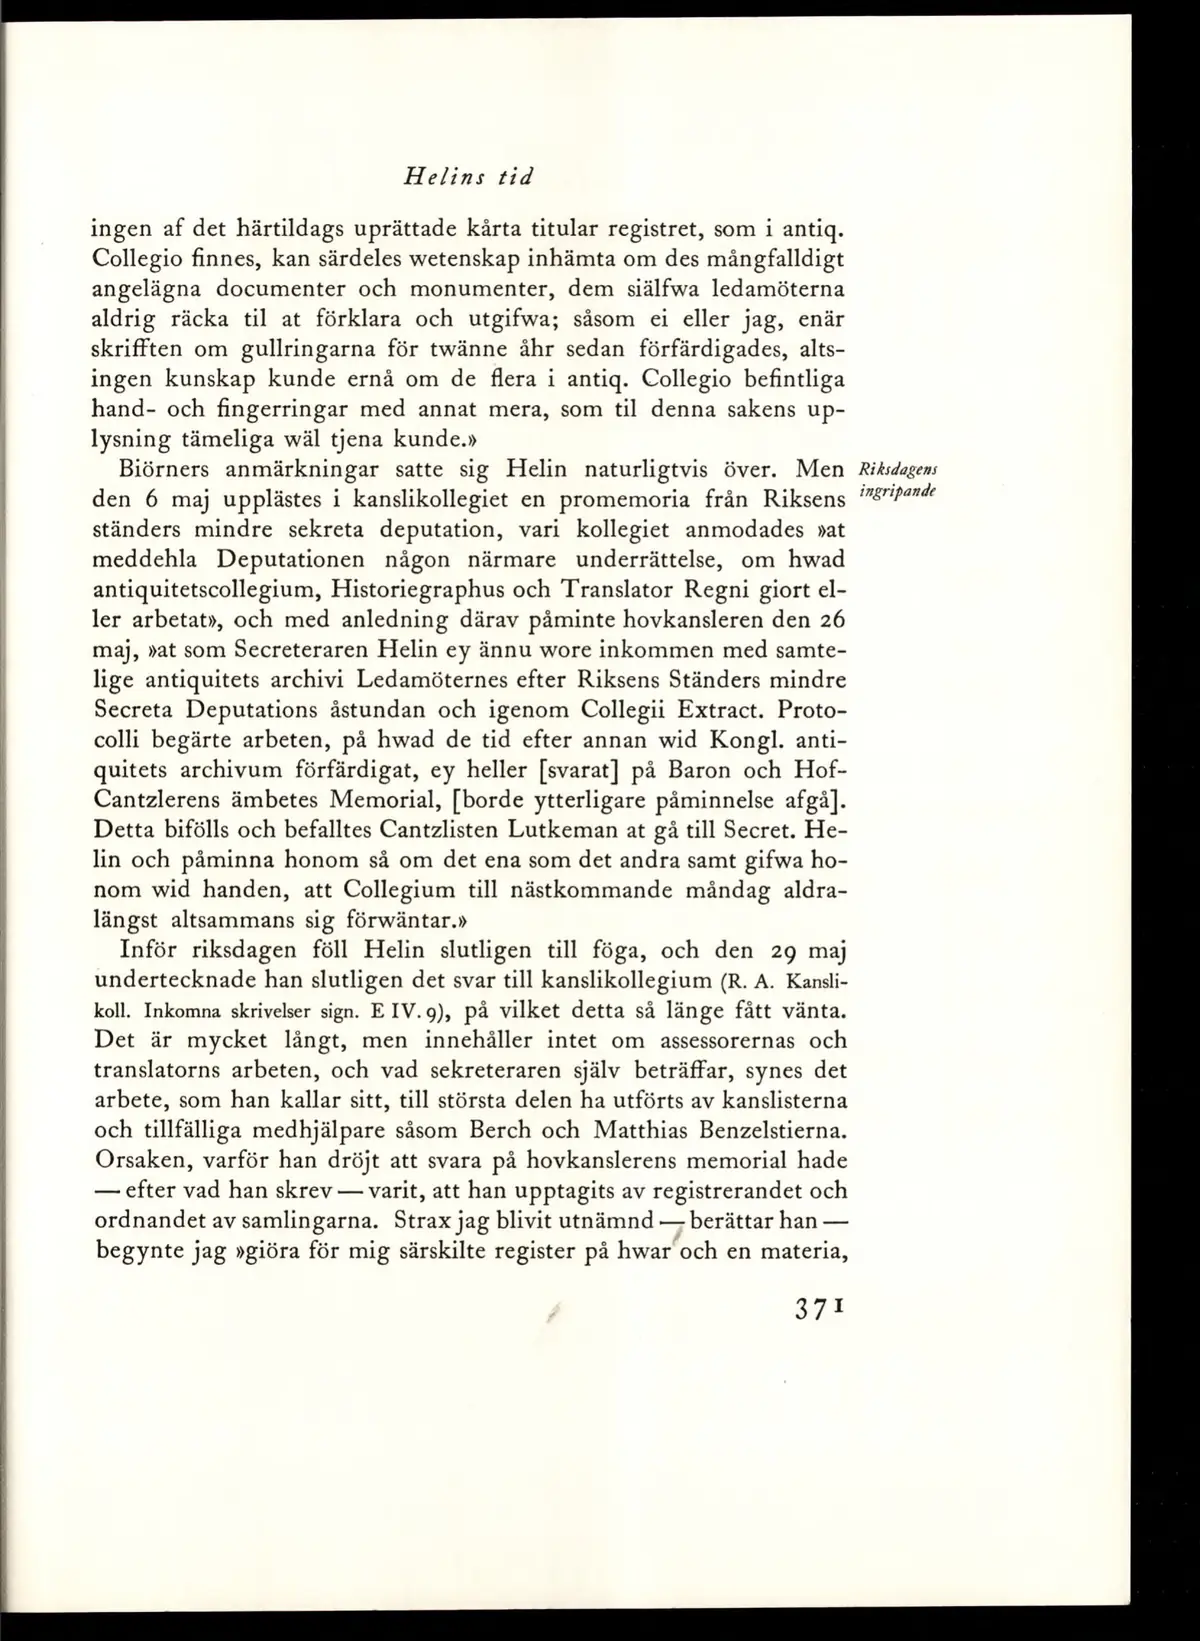 Helins tid
ingen af det härtildags uprättade kårta titular registret, som i antiq.
Collegio finnes, kan särdeles wetenskap inhämta om des mångfalldigt
angelägna documenter och monumenter, dem siälfwa ledamöterna
aldrig räcka til at förklara och utgifwa; såsom ei eller jag, enär
skrifften om gullringarna för twänne åhr sedan förfärdigades, alts-
ingen kunskap kunde ernå om de flera i antiq. Collegio befintliga
hand- och fingerringar med annat mera, som til denna sakens up-
lysning tämeliga wäl tjena kunde.»
Biörners anmärkningar satte sig Helin naturligtvis över. Men
den 6 maj upplästes i kanslikollegiet en promemoria från Riksens
Riksdagens
ingripande
ständers mindre sekreta deputation, vari kollegiet anmodades »at
meddehla Deputationen någon närmare underrättelse, om hwad
antiquitetscollegium, Historiegraphus och Translator Regni giort el-
ler arbetat», och med anledning därav påminte hovkansleren den 26
maj, »at som Secreteraren Helin ey ännu wore inkommen med samte-
lige antiquitets archivi Ledamöternes efter Riksens Ständers mindre
Secreta Deputations åstundan och igenom Collegii Extract. Proto-
colli begärte arbeten, på hwad de tid efter annan wid Kongl. anti-
quitets archivum förfärdigat, ey heller [svarat] på Baron och Hof-
Cantzlerens ämbetes Memorial, [borde ytterligare påminnelse afgå].
Detta bifölls och befalltes Cantzlisten Lutkeman at gå till Secret. He-
lin och påminna honom så om det ena som det andra samt gifwa ho-
nom wid handen, att Collegium till nästkommande måndag aldra-
längst altsammans sig förwäntar.»
Inför riksdagen föll Helin slutligen till föga, och den 29 maj
undertecknade han slutligen det svar till kanslikollegium (R. A. Kansli-
koll. Inkomna skrivelser sign. E IV. 9), på vilket detta så länge fått vänta.
Det är mycket långt, men innehåller intet om assessorernas och
translatorns arbeten, och vad sekreteraren själv beträffar, synes det
arbete, som han kallar sitt, till största delen ha utförts av kanslisterna
och tillfälliga medhjälpare såsom Berch och Matthias Benzelstierna.
Orsaken, varför han dröjt att svara på hovkanslerens memorial hade
— efter vad han skrev — varit, att han upptagits av registrerandet och
ordnandet av samlingarna. Strax jag blivit utnämnd — berättar han —
begynte jag »giöra för mig särskilte register på hwar och en materia,
371